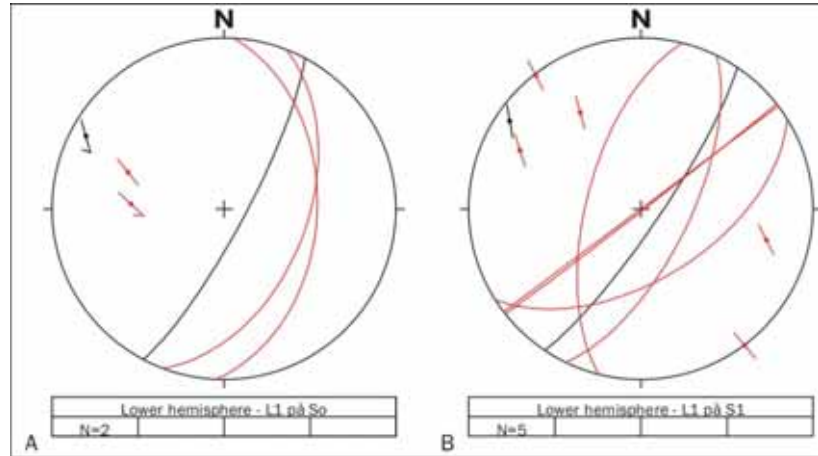 N
N
Lower hemisphere - L1 på So
N=2
A
Lower hemisphere - L1 på S1
N=5
B